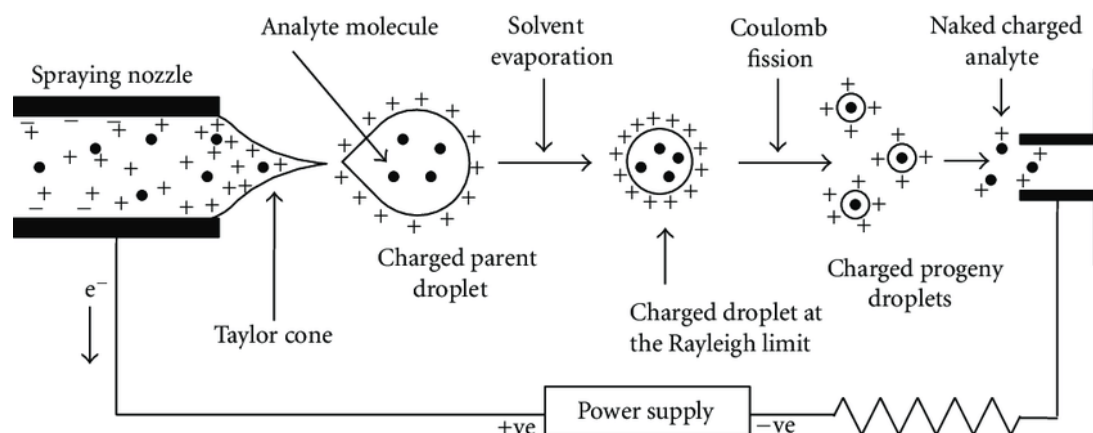 Analyte molecule
Solvent
evaporation
Coulomb
fission
Naked charged
analyte
Spraying nozzle
Charged parent
droplet
Charged progeny
droplets
e⁻
Taylor cone
Charged droplet at
the Rayleigh limit
+ve
Power supply
−ve